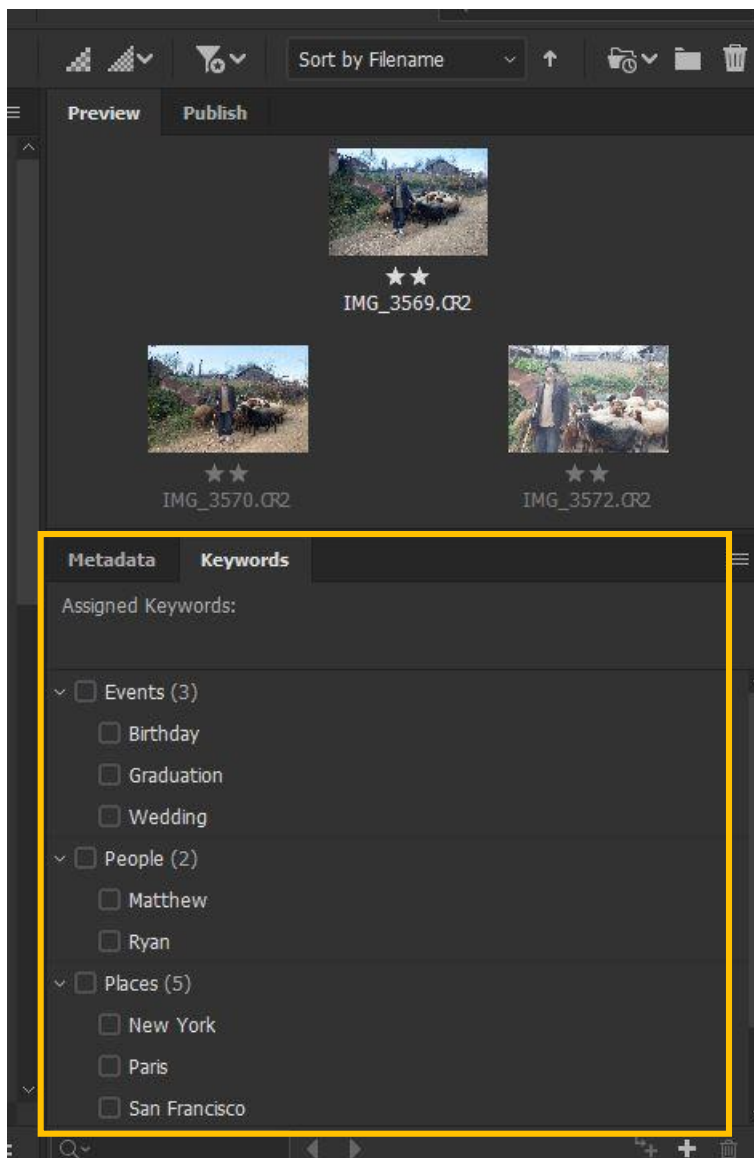 Sort by Filename
Preview Publish
IMG_3569.CR2
IMG_3570.CR2 IMG_3572.CR2
Metadata Keywords
Assigned Keywords:
Events (3)
Birthday
Graduation
Wedding
People (2)
Matthew
Ryan
Places (5)
New York
Paris
San Francisco